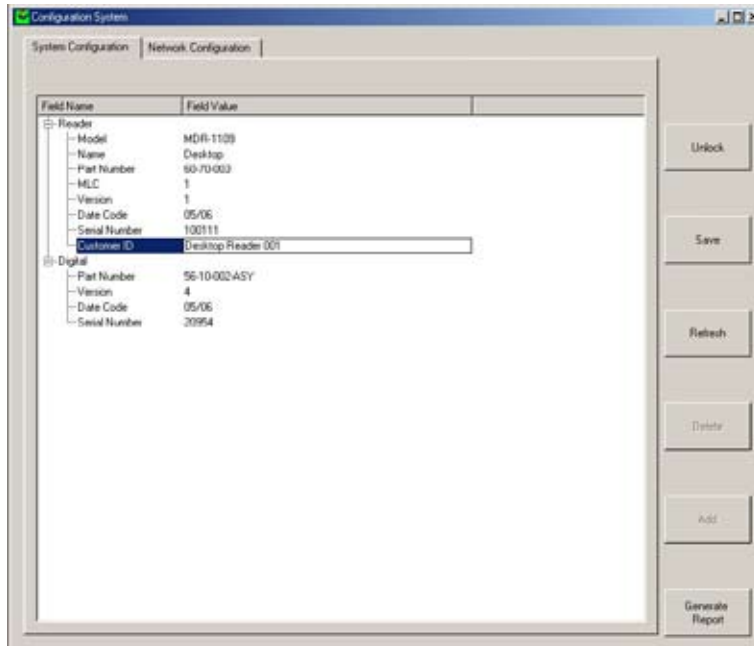 Configuration System
System Configuration Network Configuration
Field Name Field Value
Reader
Model MDR-1109
Name Desktop
Part Number 60-70-003
MLC 1
Version 1
Date Code 05/06
Serial Number 100111
Customer ID Desktop Reader 001
Digital
Part Number 56-10-002-ASY
Version 4
Date Code 05/06
Serial Number 20954
Unlock
Save
Refresh
Delete
Add
Generate
Report